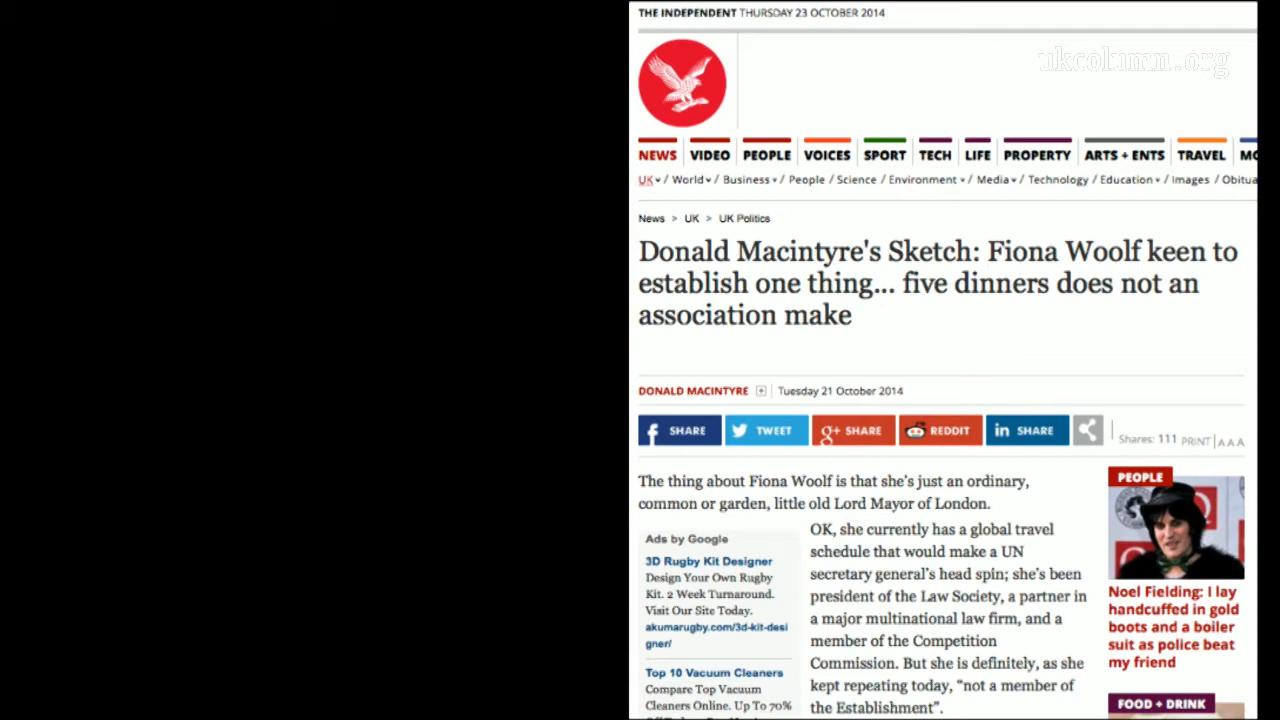 THE INDEPENDENT THURSDAY 23 OCTOBER 2014
ukcolumn.org
NEWS VIDEO PEOPLE VOICES SPORT TECH LIFE PROPERTY ARTS + ENTS TRAVEL MO
UK / World / Business / People / Science / Environment / Media / Technology / Education / Images / Obitua
News > UK > UK Politics
Donald Macintyre's Sketch: Fiona Woolf keen to
establish one thing... five dinners does not an
association make
DONALD MACINTYRE + Tuesday 21 October 2014
f SHARE TWEET g+ SHARE REDDIT in SHARE Shares: 111 PRINT | A A A
The thing about Fiona Woolf is that she's just an ordinary,
common or garden, little old Lord Mayor of London.
Ads by Google
3D Rugby Kit Designer
Design Your Own Rugby
Kit. 2 Week Turnaround.
Visit Our Site Today.
akumarugby.com/3d-kit-desi
gner/
Top 10 Vacuum Cleaners
Compare Top Vacuum
Cleaners Online. Up To 70%
OK, she currently has a global travel
schedule that would make a UN
secretary general's head spin; she's been
president of the Law Society, a partner in
a major multinational law firm, and a
member of the Competition
Commission. But she is definitely, as she
kept repeating today, “not a member of
the Establishment”.
PEOPLE
Noel Fielding: I lay
handcuffed in gold
boots and a boiler
suit as police beat
my friend
FOOD + DRINK